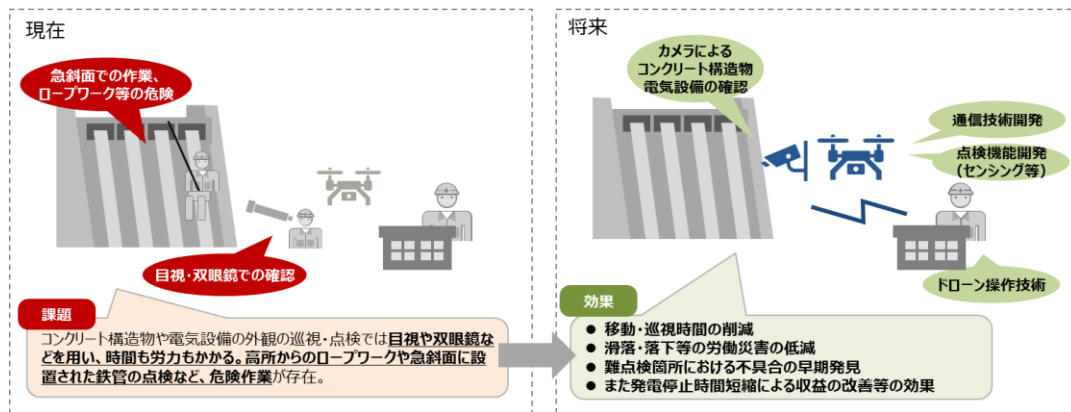 現在
急斜面での作業、
ロープワーク等の危険
目視・双眼鏡での確認
課題
コンクリート構造物や電気設備の外観の巡視・点検では目視や双眼鏡な
どを用い、時間も労力もかかる。高所からのロープワークや急斜面に設
置された鉄管の点検など、危険作業が存在。
将来
カメラによる
コンクリート構造物
電気設備の確認
通信技術開発
点検機能開発
（センシング等）
ドローン操作技術
効果
● 移動・巡視時間の削減
● 滑落・落下等の労働災害の低減
● 難点検箇所における不具合の早期発見
● また発電停止時間短縮による収益の改善等の効果